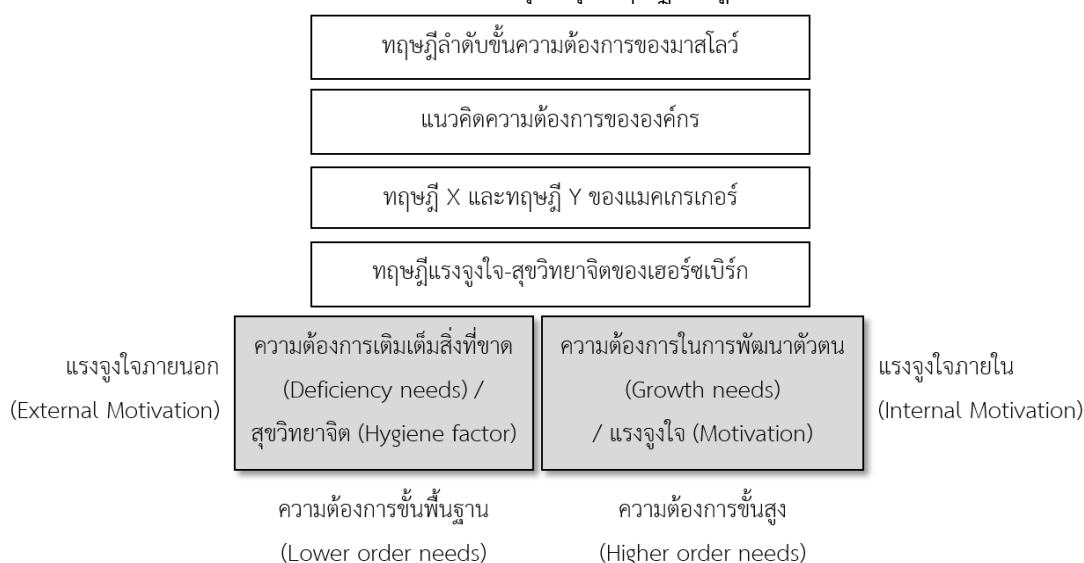 ทฤษฎีลำดับขั้นความต้องการของมาสโลว์
แนวคิดความต้องการขององค์กร
ทฤษฎี X และทฤษฎี Y ของแมคเกรเกอร์
ทฤษฎีแรงจูงใจ-สุขวิทยาจิตของเฮอร์ซเบิร์ก
แรงจูงใจภายนอก
(External Motivation)
ความต้องการเติมเต็มสิ่งที่ขาด
(Deficiency needs) /
สุขวิทยาจิต (Hygiene factor)
ความต้องการในการพัฒนาตัวตน
(Growth needs)
/ แรงจูงใจ (Motivation)
แรงจูงใจภายใน
(Internal Motivation)
ความต้องการขั้นพื้นฐาน
(Lower order needs)
ความต้องการขั้นสูง
(Higher order needs)